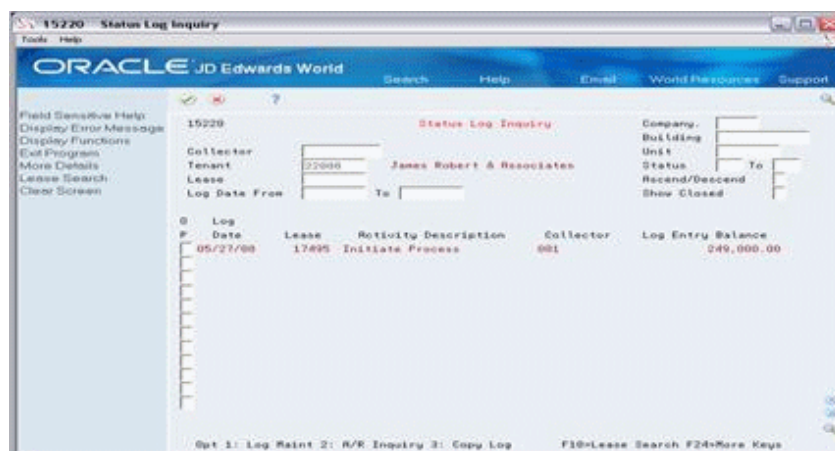 15220 Status Log Inquiry
Tools Help
ORACLE JD Edwards World
Search Help Email World Resources Support
Field Sensitive Help
Display Error Message
Display Functions
Exit Program
More Details
Lease Search
Clear Screen
15220 Status Log Inquiry Company.
Building
Collector Unit
Tenant 22000 James Robert & Associates Status To
Lease Ascend/Descend
Log Date From To Show Closed
O Log
P Date Lease Activity Description Collector Log Entry Balance
05/27/08 17495 Initiate Process 001 249,000.00
Opt 1: Log Maint 2: A/R Inquiry 3: Copy Log F10=Lease Search F24=More Keys